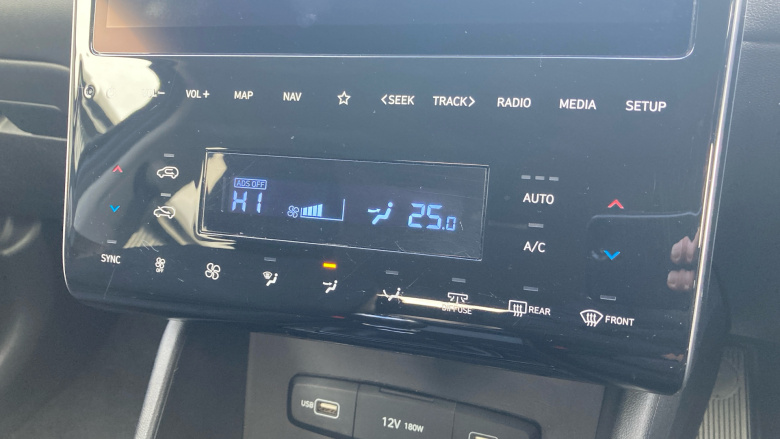 VOL+ MAP NAV <SEEK TRACK> RADIO MEDIA SETUP
ADS OFF
HI 25.0
AUTO
A/C
SYNC
OFF
DIFFUSE
REAR
FRONT
USB
12V 180W